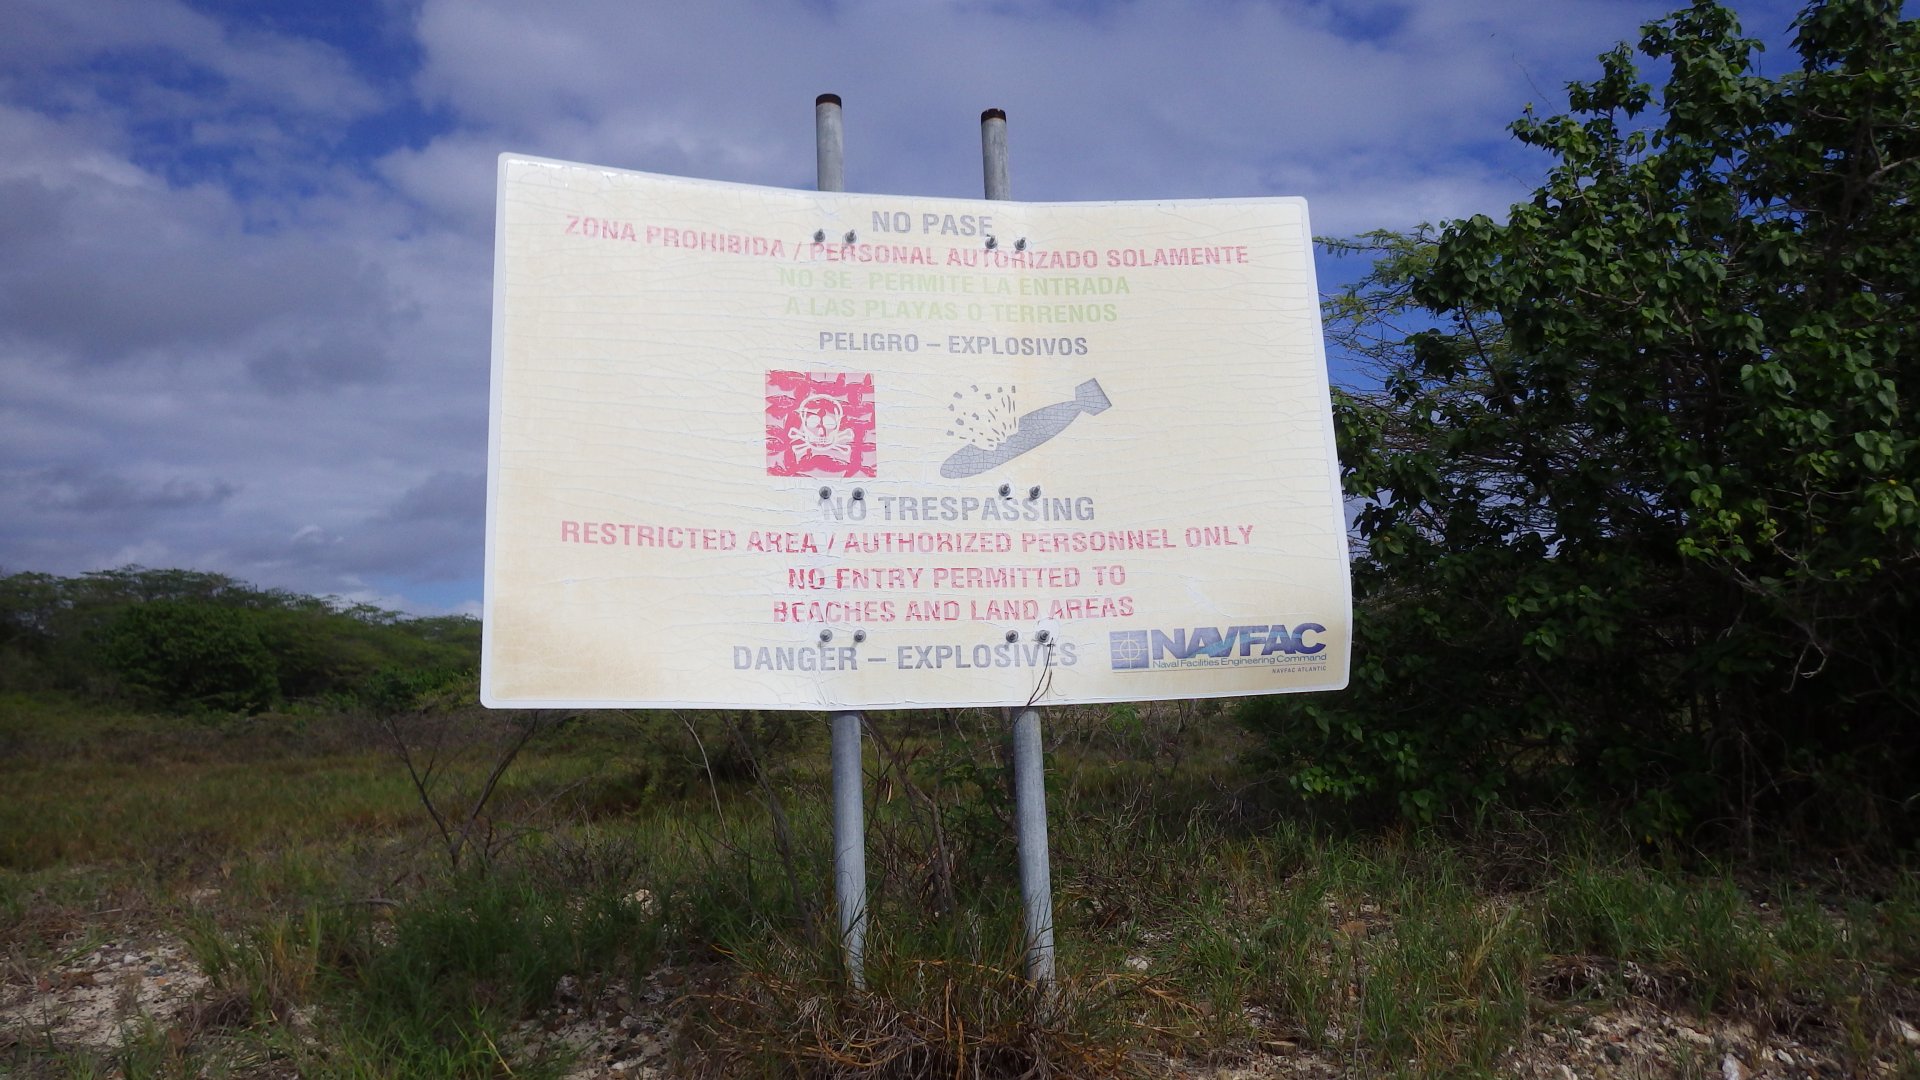 NO PASE
ZONA PROHIBIDA / PERSONAL AUTORIZADO SOLAMENTE
NO SE PERMITE LA ENTRADA
A LAS PLAYAS O TERRENOS
PELIGRO – EXPLOSIVOS
NO TRESPASSING
RESTRICTED AREA / AUTHORIZED PERSONNEL ONLY
NO ENTRY PERMITTED TO
BEACHES AND LAND AREAS
DANGER – EXPLOSIVES
NAVFAC
Naval Facilities Engineering Command
NAVFAC ATLANTIC